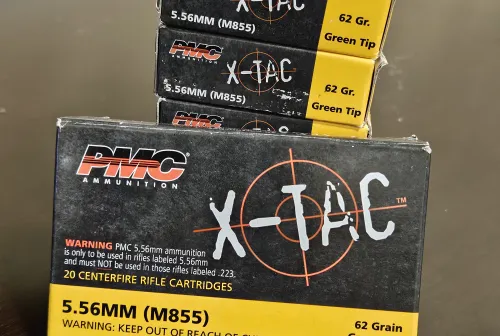 X-TAC
5.56MM (M855)
62 Gr.
Green Tip
PMC
X-TAC
5.56MM (M855)
62 Gr.
Green Tip
PMC
X-TAC
PMC®
AMMUNITION
X-TAC™
WARNING PMC 5.56mm ammunition
is only to be used in rifles labeled 5.56mm
and must NOT be used in those rifles labeled .223.
20 CENTERFIRE RIFLE CARTRIDGES
5.56MM (M855)
62 Grain
WARNING: KEEP OUT OF REACH OF